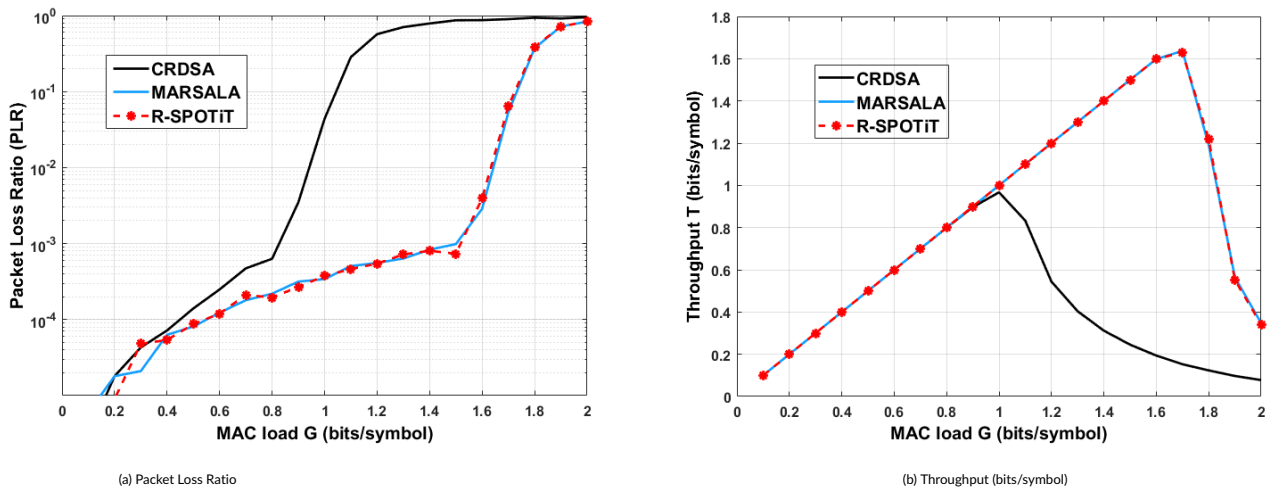 10^0
10^-1
10^-2
10^-3
10^-4
Packet Loss Ratio (PLR)
CRDSA
MARSALA
R-SPOTiT
0 0.2 0.4 0.6 0.8 1 1.2 1.4 1.6 1.8 2
MAC load G (bits/symbol)
(a) Packet Loss Ratio
1.8
1.6
1.4
1.2
1
0.8
0.6
0.4
0.2
0
Throughput T (bits/symbol)
CRDSA
MARSALA
R-SPOTiT
0 0.2 0.4 0.6 0.8 1 1.2 1.4 1.6 1.8 2
MAC load G (bits/symbol)
(b) Throughput (bits/symbol)